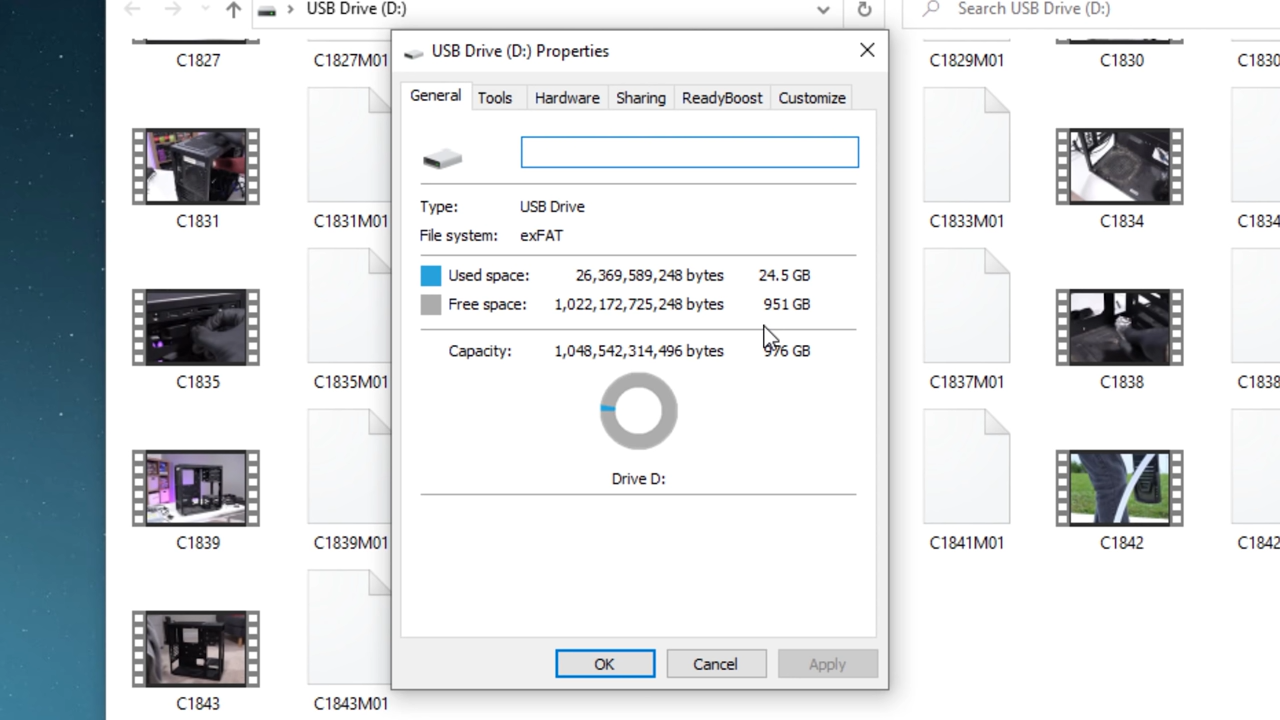 USB Drive (D:)
Search USB Drive (D:)
USB Drive (D:) Properties
C1827
C1827M01
C1829M01
C1830
C1830
General
Tools
Hardware
Sharing
ReadyBoost
Customize
Type: USB Drive
File system: exFAT
C1831
C1831M01
C1833M01
C1834
C1834
Used space: 26,369,589,248 bytes 24.5 GB
Free space: 1,022,172,725,248 bytes 951 GB
Capacity: 1,048,542,314,496 bytes 976 GB
C1835
C1835M01
C1837M01
C1838
C1838
Drive D:
C1839
C1839M01
C1841M01
C1842
C1842
OK
Cancel
Apply
C1843
C1843M01